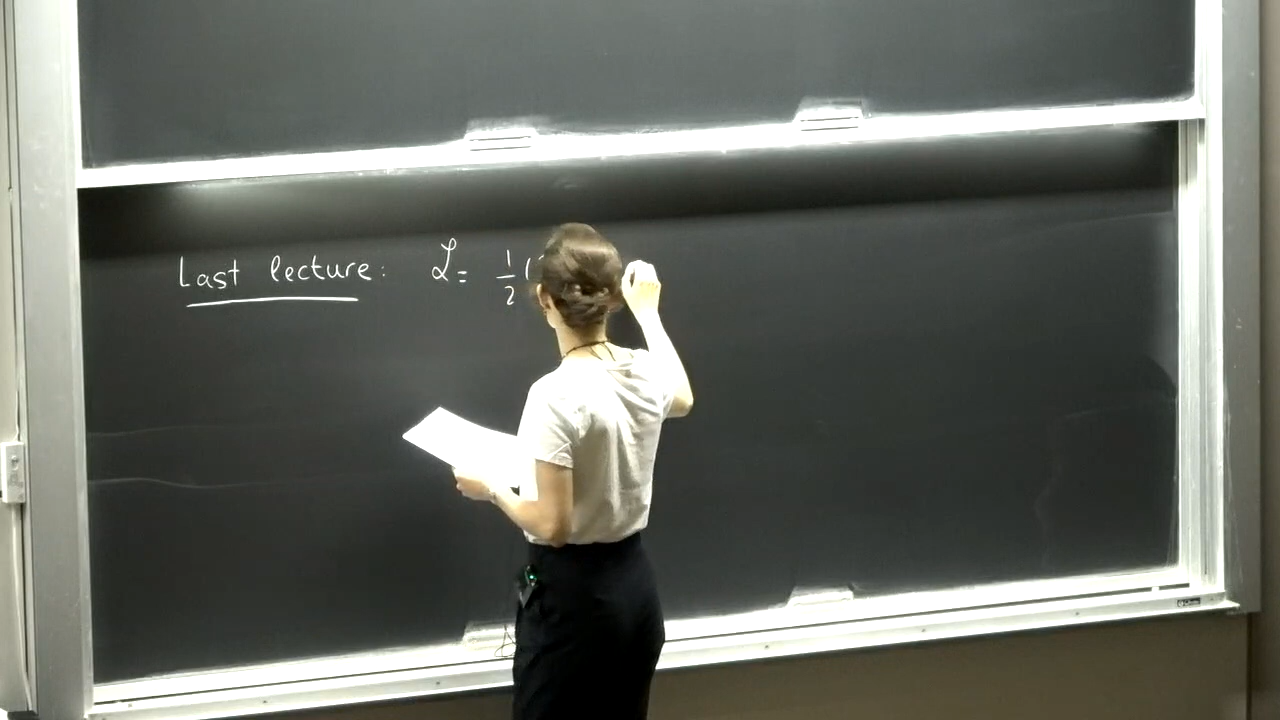 Last lecture: ℒ = 1/2 (